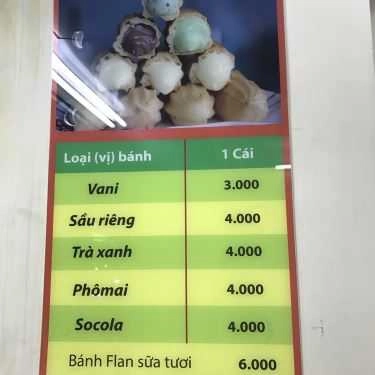 Loại (vị) bánh 1 Cái
Vani 3.000
Sầu riêng 4.000
Trà xanh 4.000
Phômai 4.000
Socola 4.000
Bánh Flan sữa tươi 6.000